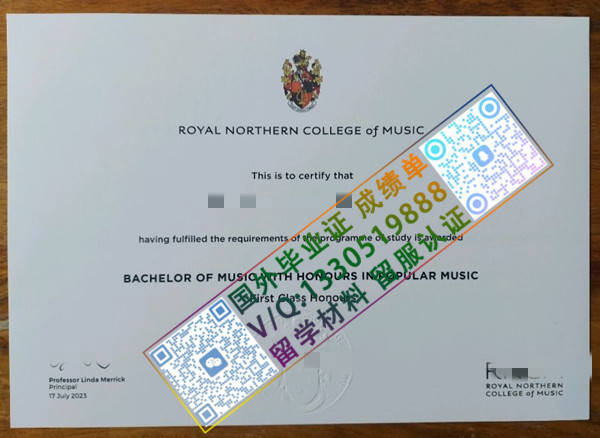 ROYAL NORTHERN COLLEGE of MUSIC
This is to certify that
having fulfilled the requirements of the programme of study is awarded
BACHELOR OF MUSIC WITH HONOURS IN POPULAR MUSIC
First Class Honours
国外毕业证 成绩单
V/Q:1330519888
留学材料 留服认证
Professor Linda Merrick
Principal
17 July 2023
ROYAL NORTHERN
COLLEGE of MUSIC